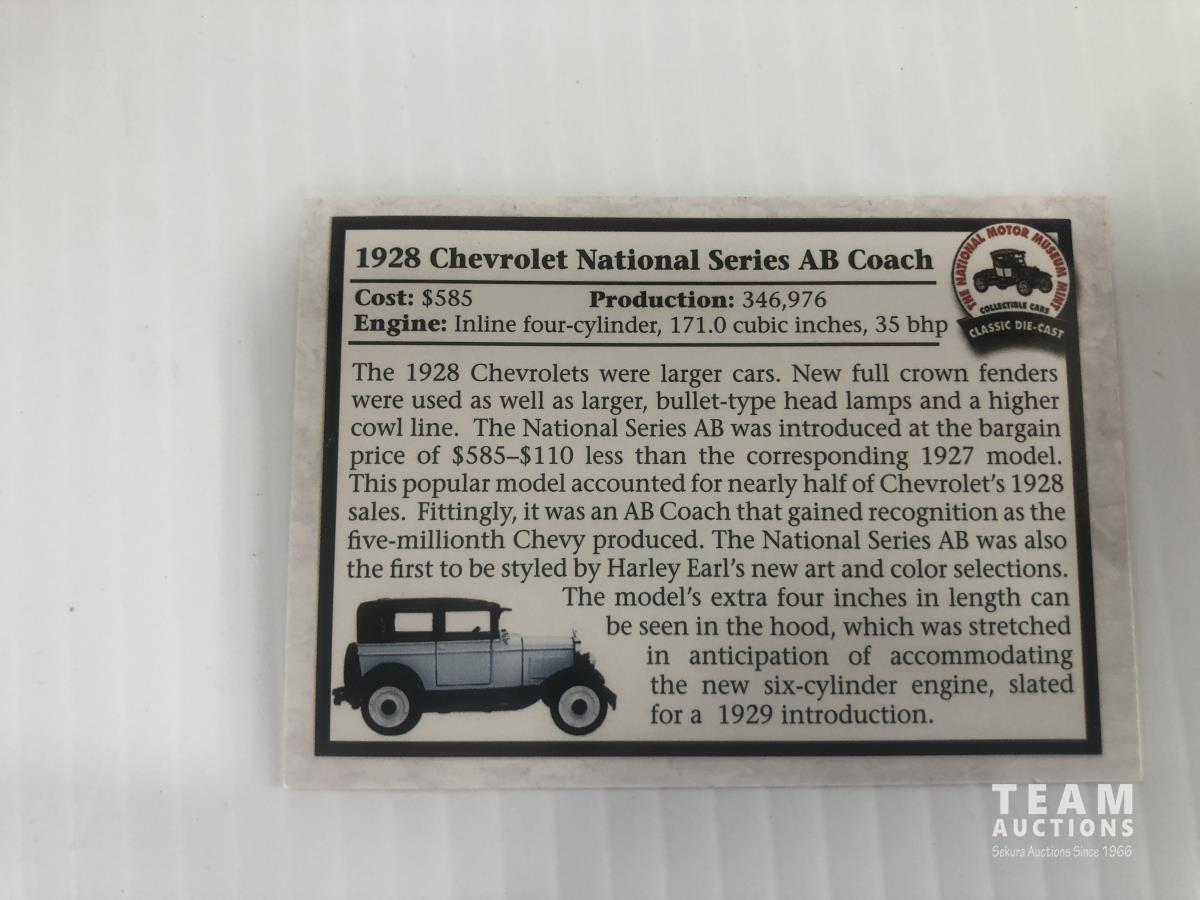 1928 Chevrolet National Series AB Coach
Cost: $585 Production: 346,976
Engine: Inline four-cylinder, 171.0 cubic inches, 35 bhp
THE NATIONAL MOTOR MUSEUM MINT
COLLECTIBLE CARS
CLASSIC DIE-CAST
The 1928 Chevrolets were larger cars. New full crown fenders
were used as well as larger, bullet-type head lamps and a higher
cowl line. The National Series AB was introduced at the bargain
price of $585–$110 less than the corresponding 1927 model.
This popular model accounted for nearly half of Chevrolet's 1928
sales. Fittingly, it was an AB Coach that gained recognition as the
five-millionth Chevy produced. The National Series AB was also
the first to be styled by Harley Earl's new art and color selections.
The model's extra four inches in length can
be seen in the hood, which was stretched
in anticipation of accommodating
the new six-cylinder engine, slated
for a 1929 introduction.
TEAM
AUCTIONS
Sekura Auctions Since 1966